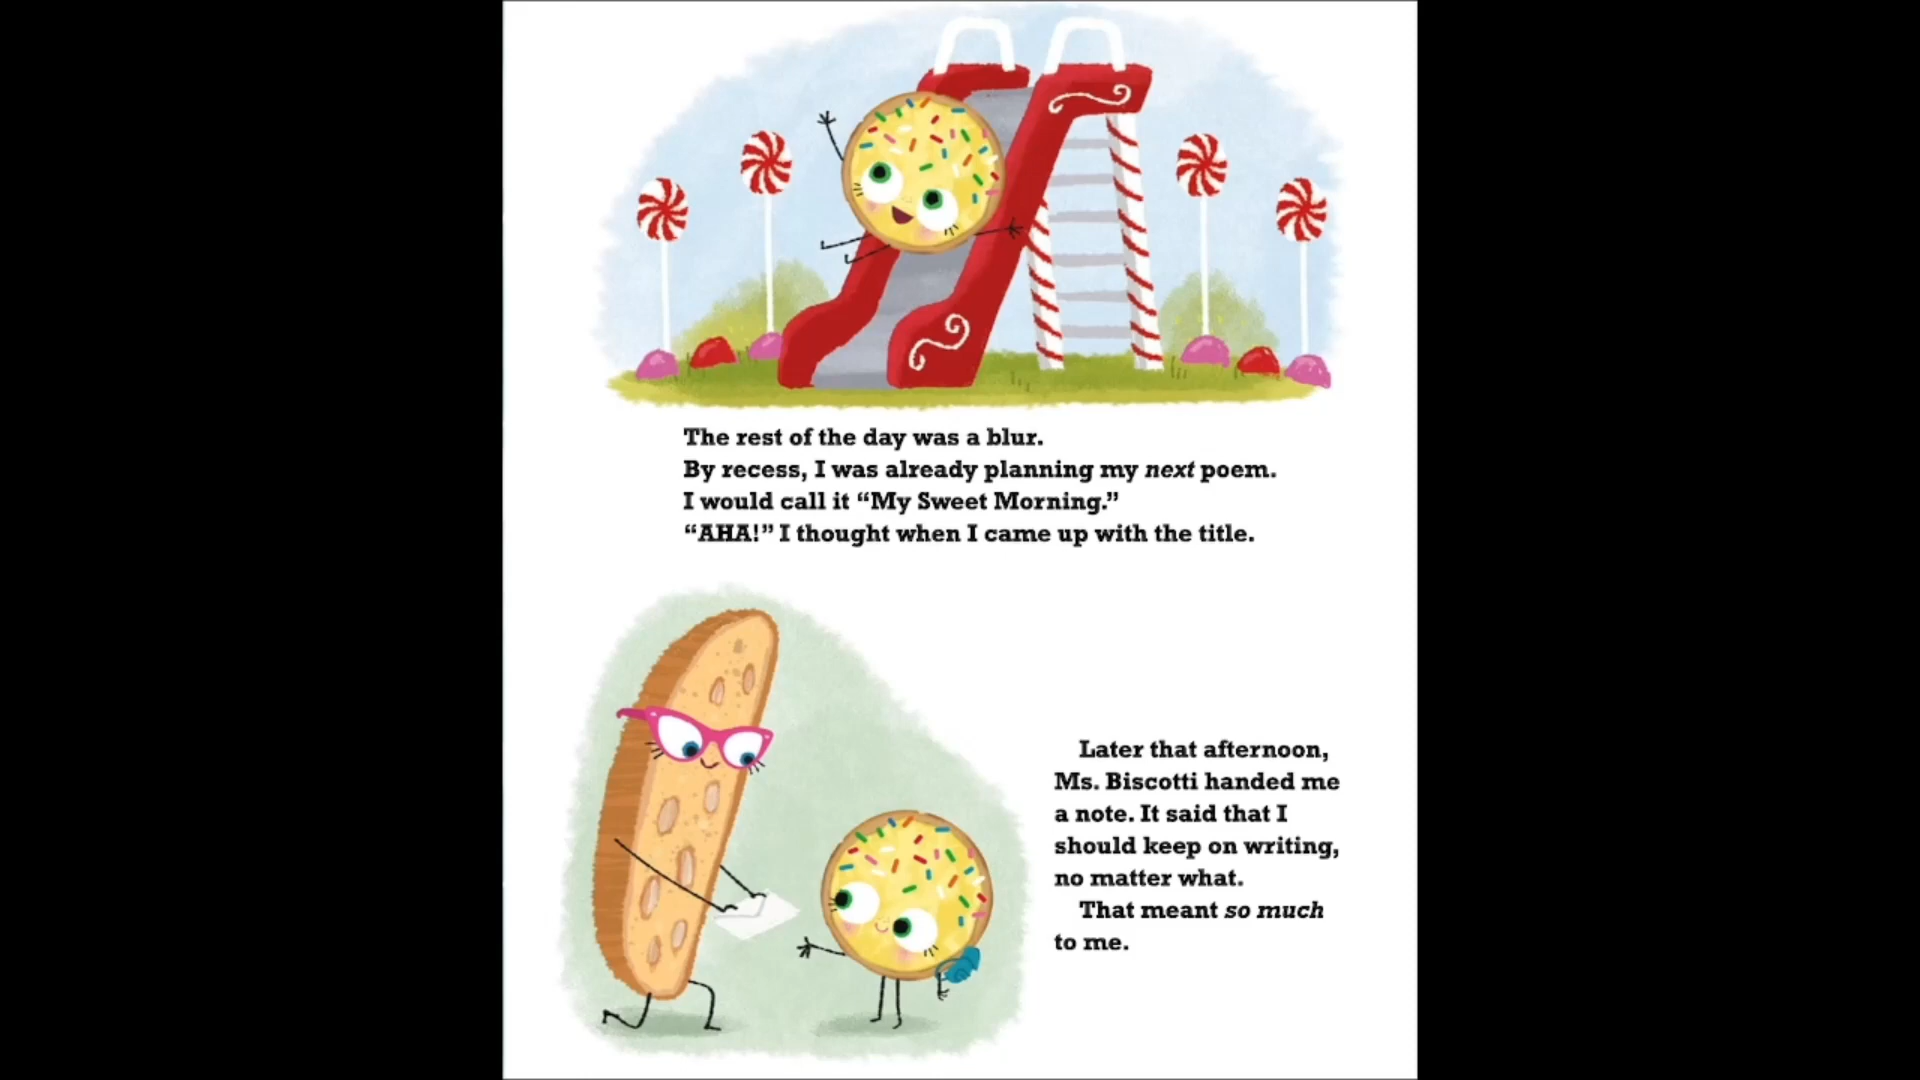 The rest of the day was a blur.
By recess, I was already planning my next poem.
I would call it “My Sweet Morning.”
“AHA!” I thought when I came up with the title.
Later that afternoon,
Ms. Biscotti handed me
a note. It said that I
should keep on writing,
no matter what.
That meant so much
to me.